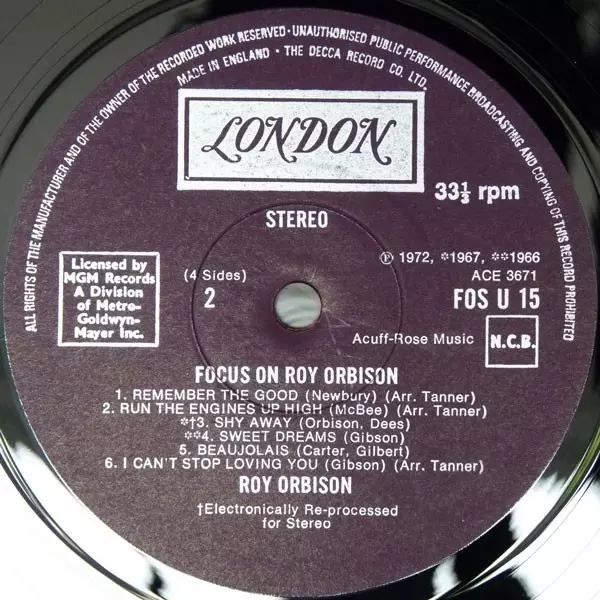 ALL RIGHTS OF THE MANUFACTURER AND OF THE OWNER OF THE RECORDED WORK RESERVED · UNAUTHORISED PUBLIC PERFORMANCE BROADCASTING AND COPYING OF THIS RECORD PROHIBITED
MADE IN ENGLAND · THE DECCA RECORD CO. LTD.
LONDON
33⅓ rpm
STEREO
Licensed by
MGM Records
A Division
of Metro-
Goldwyn-
Mayer Inc.
(4 Sides)
2
Ⓟ 1972, *1967, **1966
ACE 3671
FOS U 15
Acuff-Rose Music
N.C.B.
FOCUS ON ROY ORBISON
1. REMEMBER THE GOOD (Newbury) (Arr. Tanner)
2. RUN THE ENGINES UP HIGH (McBee) (Arr. Tanner)
*†3. SHY AWAY (Orbison, Dees)
**4. SWEET DREAMS (Gibson)
5. BEAUJOLAIS (Carter, Gilbert)
6. I CAN'T STOP LOVING YOU (Gibson) (Arr. Tanner)
ROY ORBISON
†Electronically Re-processed
for Stereo